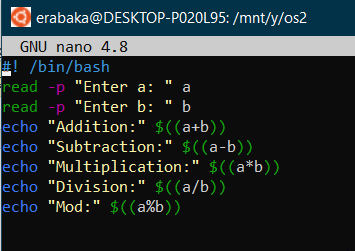 erabaka@DESKTOP-P020L95: /mnt/y/os2
GNU nano 4.8
#! /bin/bash
read -p "Enter a: " a
read -p "Enter b: " b
echo "Addition:" $((a+b))
echo "Subtraction:" $((a-b))
echo "Multiplication:" $((a*b))
echo "Division:" $((a/b))
echo "Mod:" $((a%b))